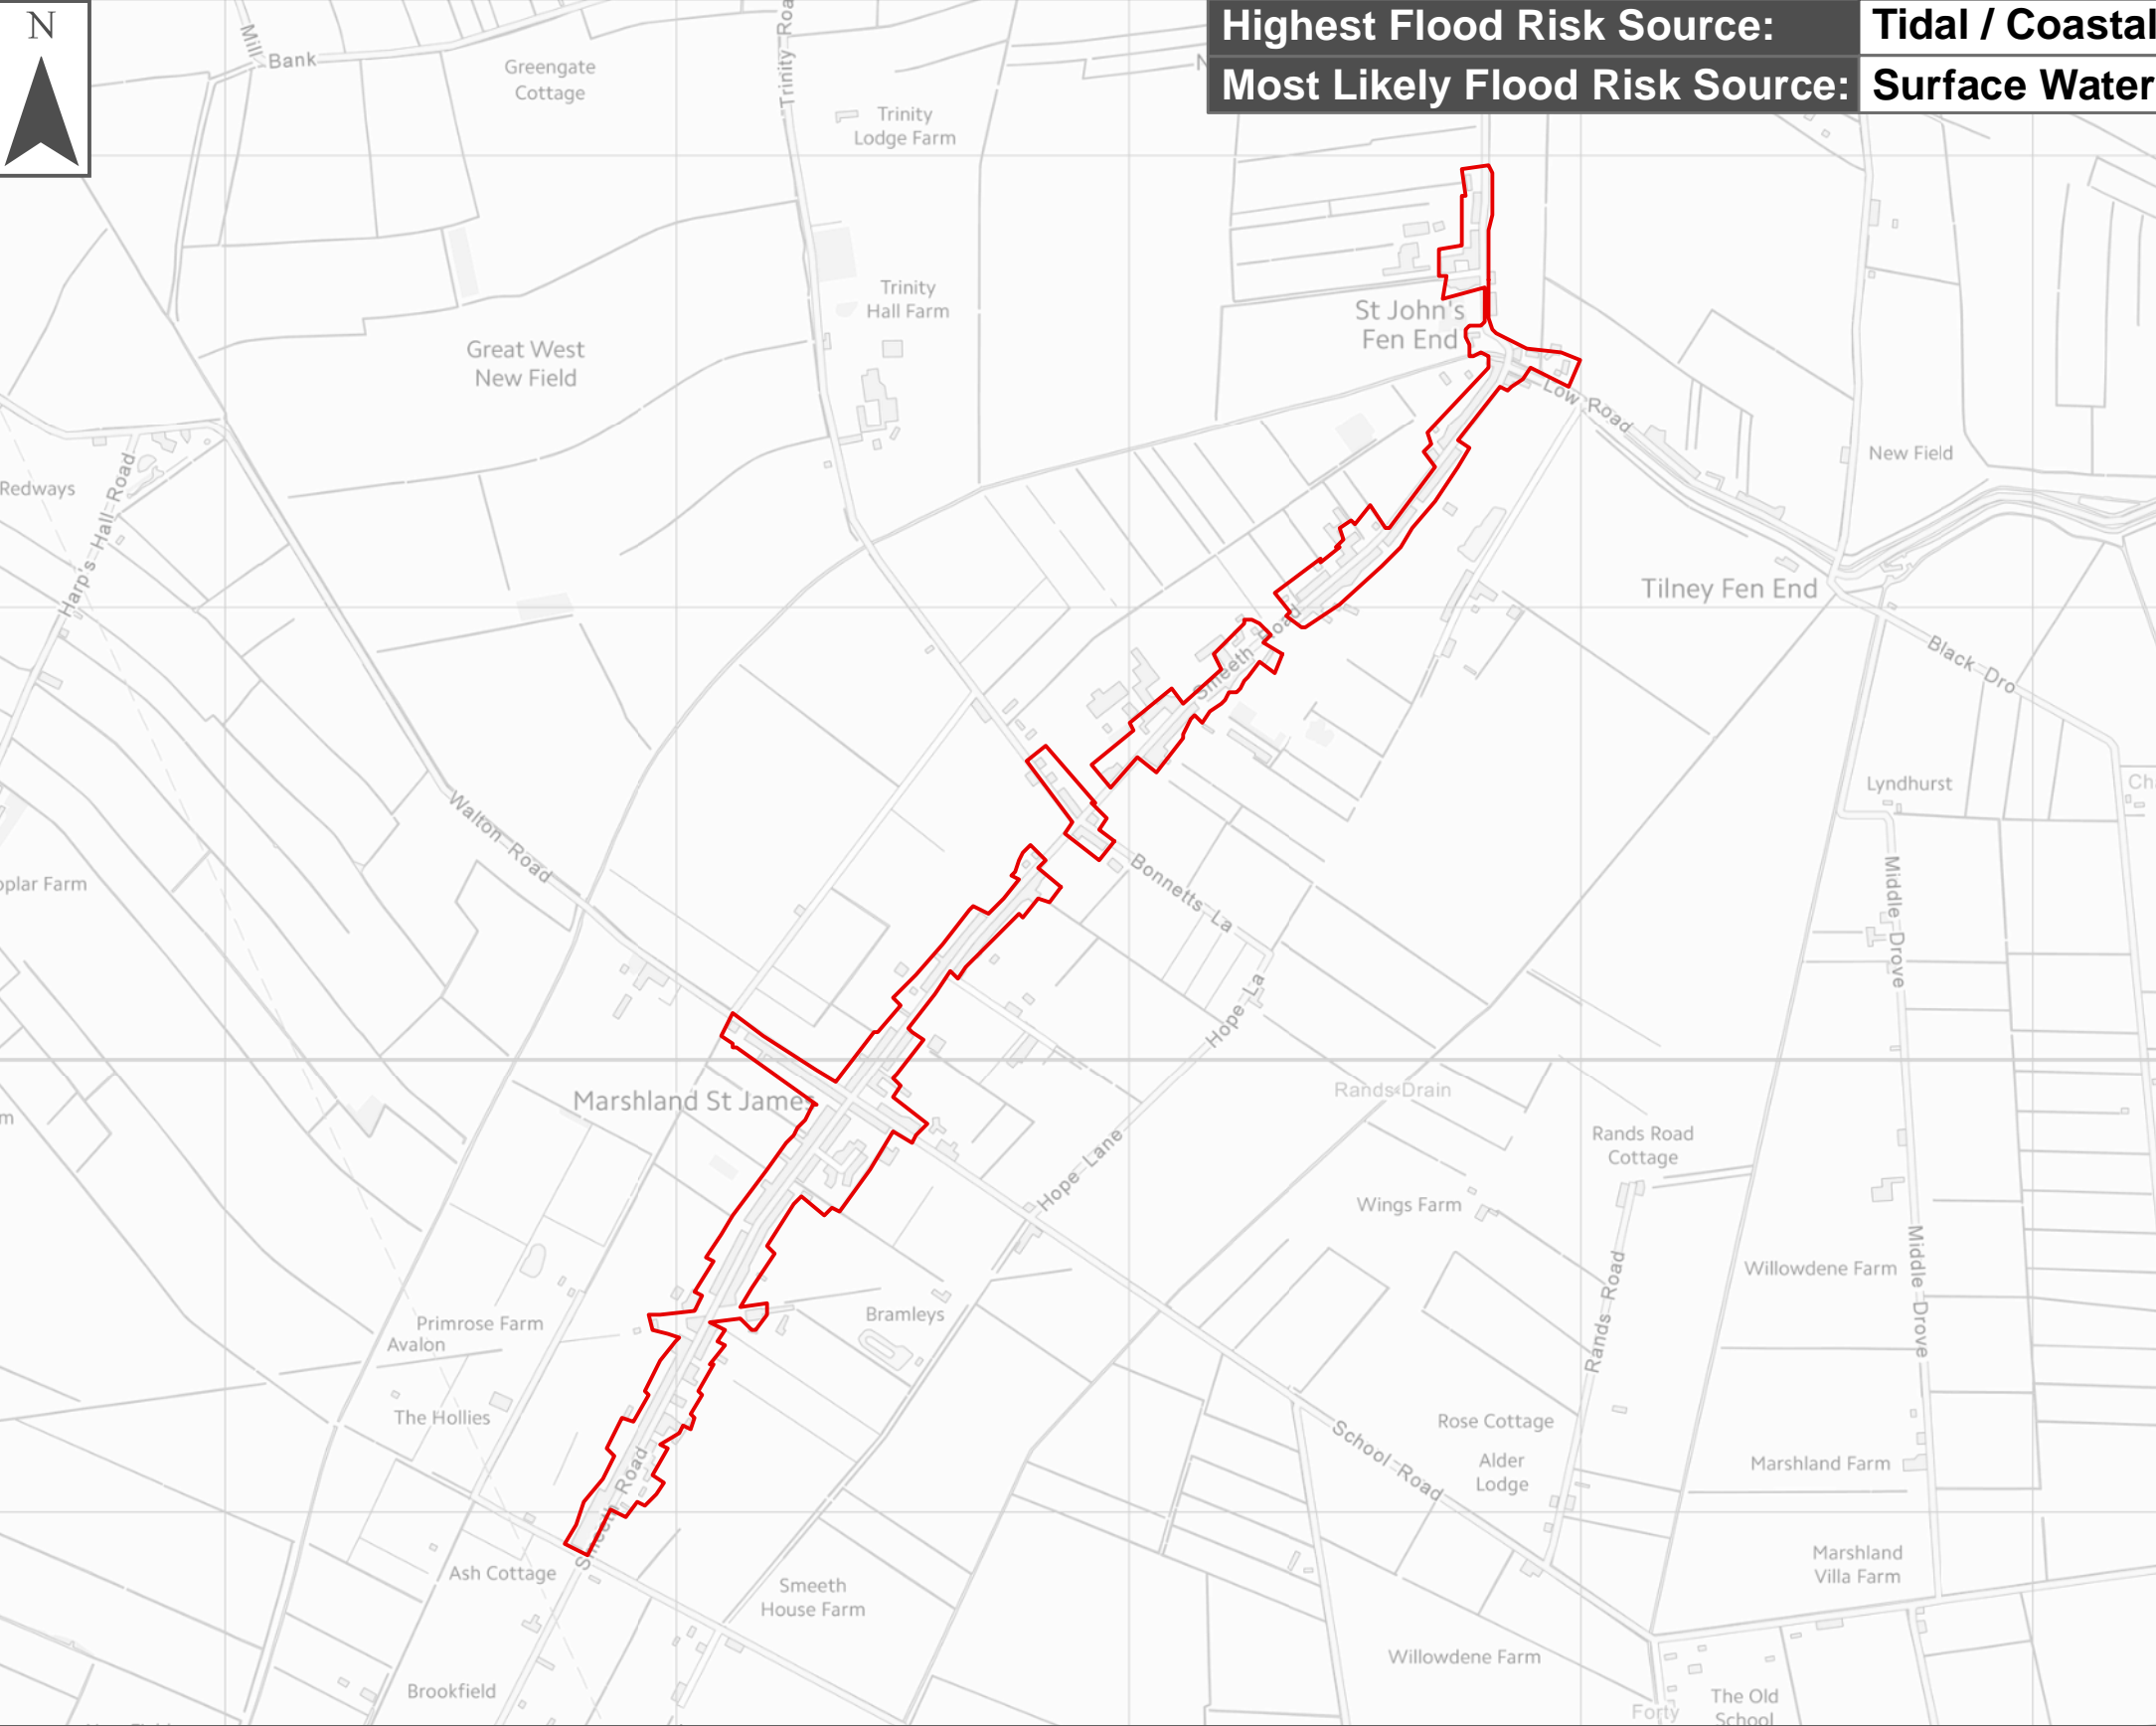 N
Highest Flood Risk Source: Tidal / Coastal
Most Likely Flood Risk Source: Surface Water
Mill Bank
Greengate
Cottage
Trinity
Lodge Farm
Trinity
Hall Farm
Great West
New Field
St John's
Fen End
Low Road
New Field
Redways
Harp's Hall Road
Tilney Fen End
Smeeth Road
Black Dro
Lyndhurst
Walton Road
Bonnetts La
Middle Drove
Hope La
Marshland St James
Rands Drain
Rands Road
Cottage
Hope Lane
Wings Farm
Willowdene Farm
Middle Drove
Rands Road
Primrose Farm
Avalon
Bramleys
The Hollies
Rose Cottage
School Road
Alder
Lodge
Marshland Farm
Smeeth Road
Ash Cottage
Smeeth
House Farm
Marshland
Villa Farm
Willowdene Farm
Brookfield
The Old
School
Forty